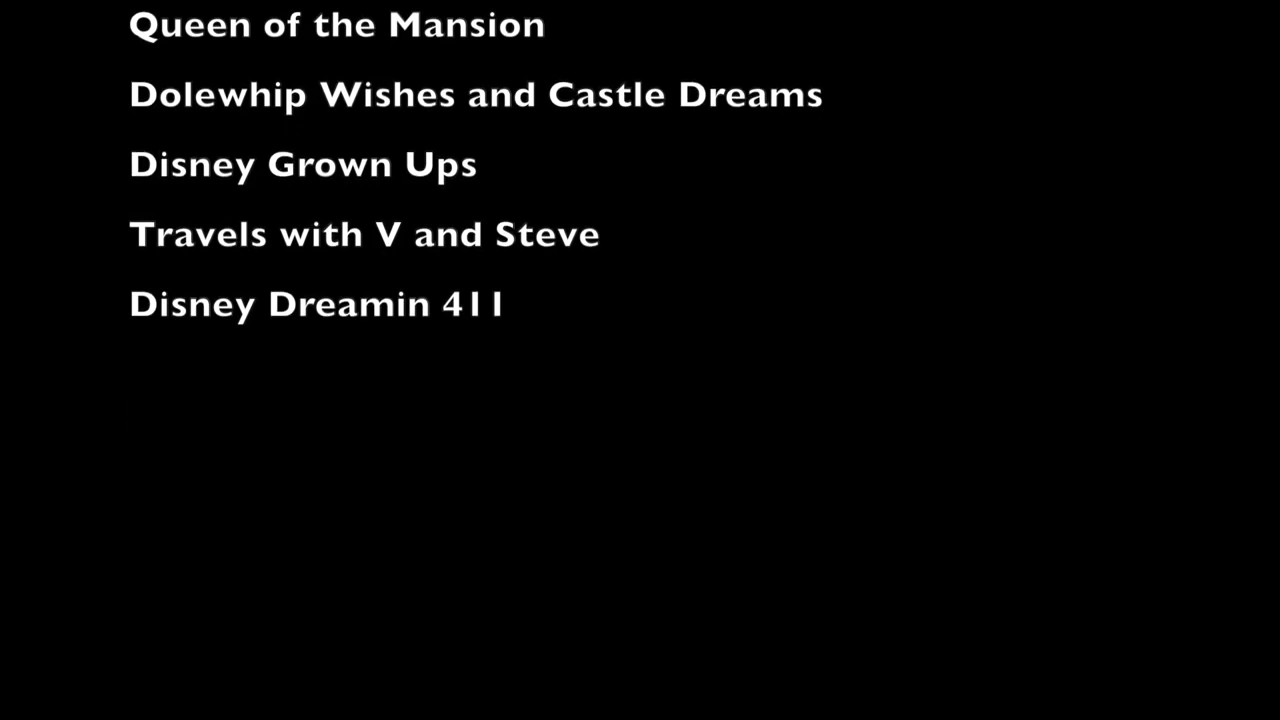 Queen of the Mansion
Dolewhip Wishes and Castle Dreams
Disney Grown Ups
Travels with V and Steve
Disney Dreamin 411